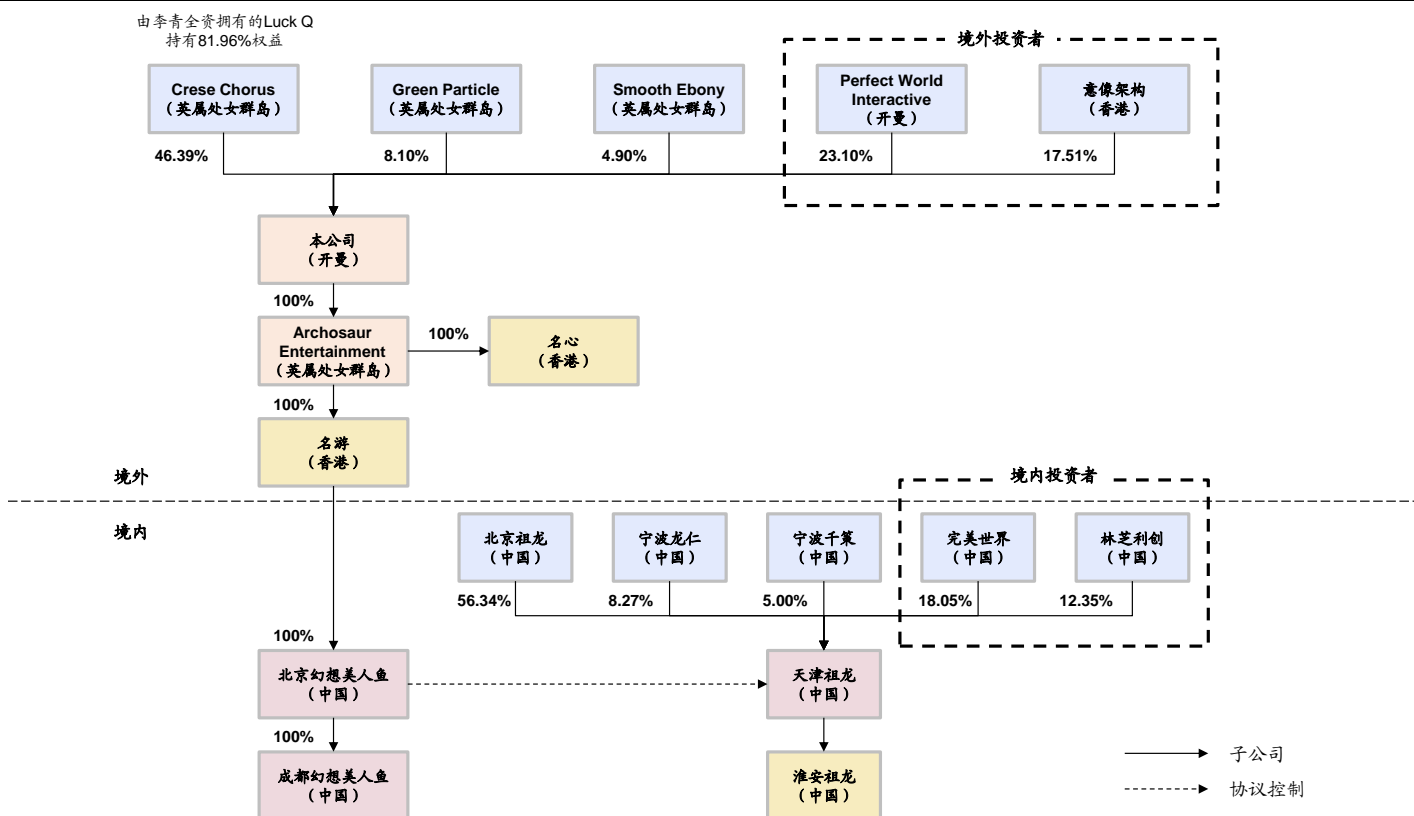 由李青全资拥有的Luck Q
持有81.96%权益
境外投资者
Crese Chorus
（英属处女群岛）
Green Particle
（英属处女群岛）
Smooth Ebony
（英属处女群岛）
Perfect World
Interactive
（开曼）
意像架构
（香港）
46.39%
8.10%
4.90%
23.10%
17.51%
本公司
（开曼）
100%
Archosaur
Entertainment
（英属处女群岛）
100%
名心
（香港）
100%
名游
（香港）
境外
境内投资者
境内
北京祖龙
（中国）
宁波龙仁
（中国）
宁波千策
（中国）
完美世界
（中国）
林芝利创
（中国）
56.34%
8.27%
5.00%
18.05%
12.35%
100%
北京幻想美人鱼
（中国）
天津祖龙
（中国）
100%
成都幻想美人鱼
（中国）
淮安祖龙
（中国）
子公司
协议控制